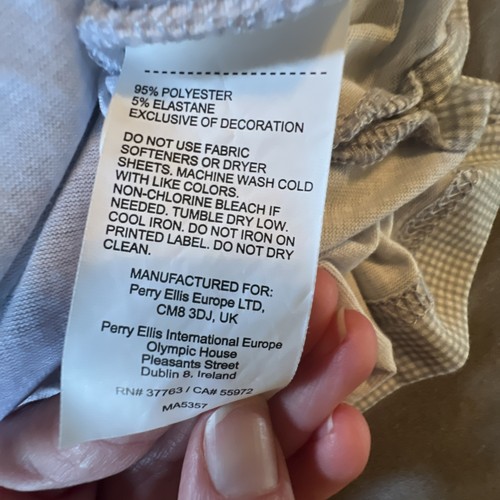 95% POLYESTER
5% ELASTANE
EXCLUSIVE OF DECORATION
DO NOT USE FABRIC
SOFTENERS OR DRYER
SHEETS. MACHINE WASH COLD
WITH LIKE COLORS.
NON-CHLORINE BLEACH IF
NEEDED. TUMBLE DRY LOW.
COOL IRON. DO NOT IRON ON
PRINTED LABEL. DO NOT DRY
CLEAN.
MANUFACTURED FOR:
Perry Ellis Europe LTD,
CM8 3DJ, UK
Perry Ellis International Europe
Olympic House
Pleasants Street
Dublin 8. Ireland
RN# 37763 / CA# 55972
MA5357